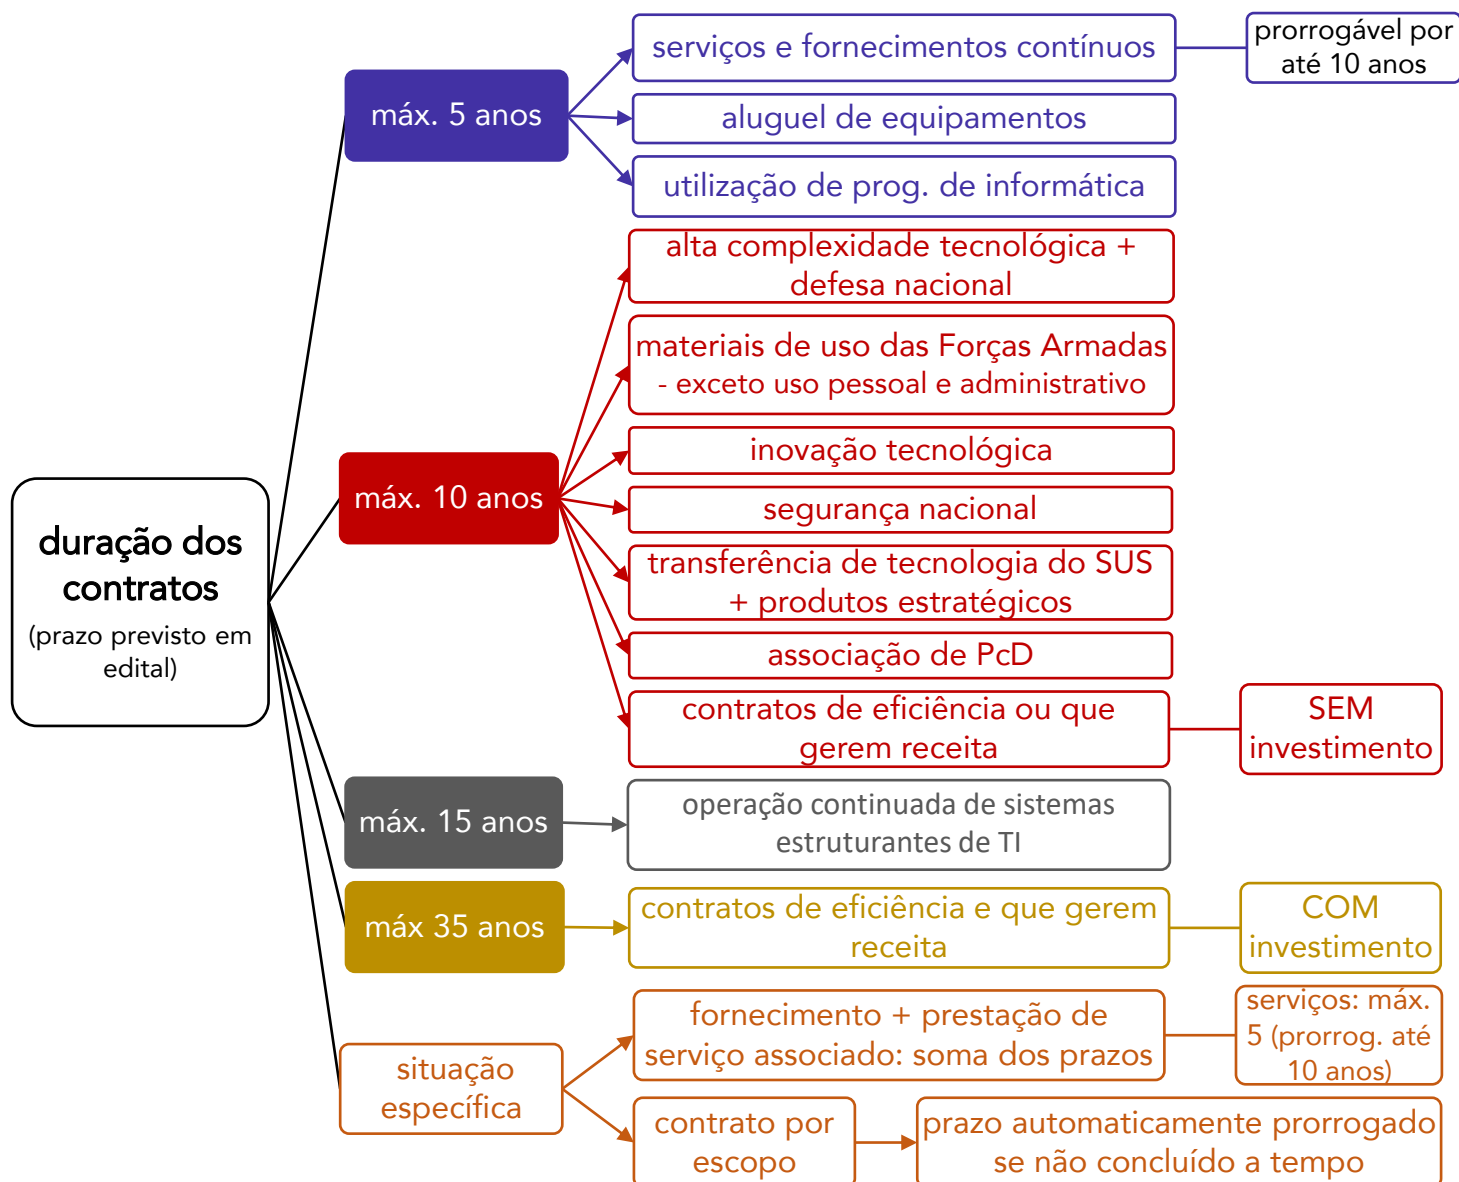 duração dos
contratos
(prazo previsto em
edital)
máx. 5 anos
serviços e fornecimentos contínuos
prorrogável por
até 10 anos
aluguel de equipamentos
utilização de prog. de informática
máx. 10 anos
alta complexidade tecnológica +
defesa nacional
materiais de uso das Forças Armadas
- exceto uso pessoal e administrativo
inovação tecnológica
segurança nacional
transferência de tecnologia do SUS
+ produtos estratégicos
associação de PcD
contratos de eficiência ou que
gerem receita
SEM
investimento
máx. 15 anos
operação continuada de sistemas
estruturantes de TI
máx 35 anos
contratos de eficiência e que gerem
receita
COM
investimento
situação
específica
fornecimento + prestação de
serviço associado: soma dos prazos
serviços: máx.
5 (prorrog. até
10 anos)
contrato por
escopo
prazo automaticamente prorrogado
se não concluído a tempo